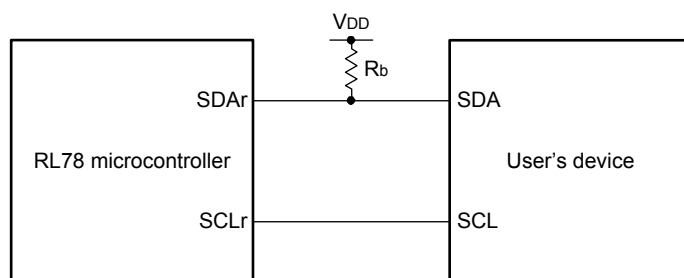 VDD
Rb
SDAr
SDA
RL78 microcontroller
User’s device
SCLr
SCL